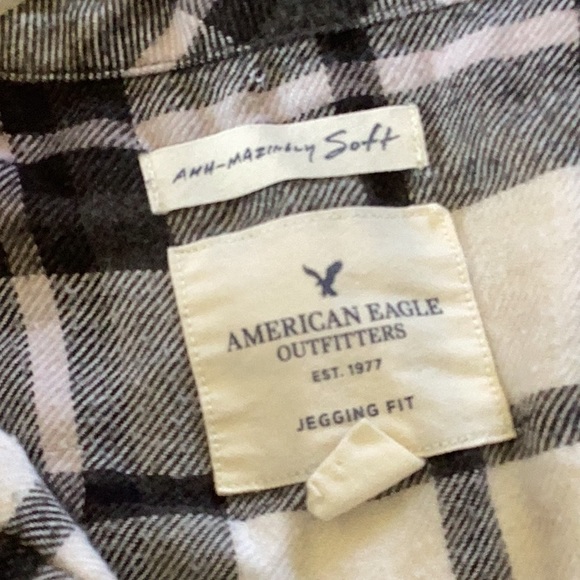 AHH-MAZINGLY Soft
AMERICAN EAGLE
OUTFITTERS
EST. 1977
JEGGING FIT